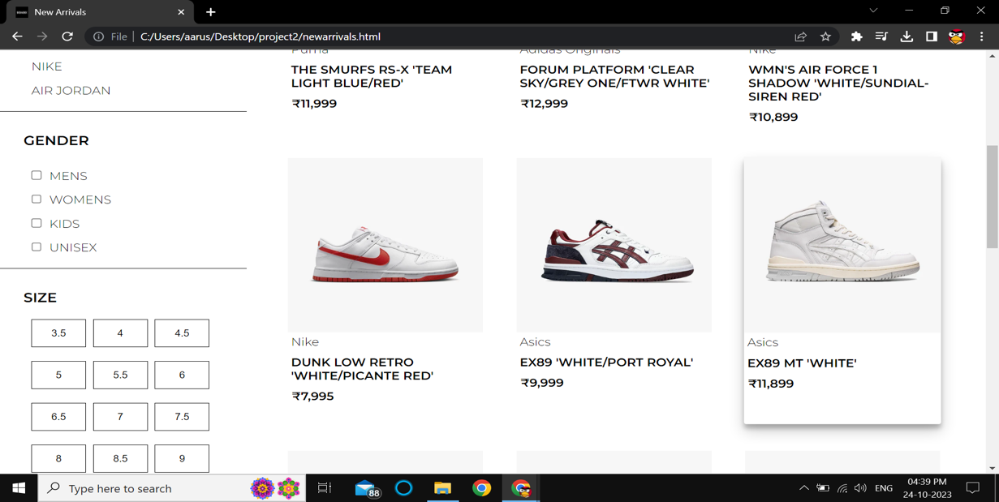 New Arrivals
File
C:/Users/aarus/Desktop/project2/newarrivals.html
NIKE
AIR JORDAN
GENDER
MENS
WOMENS
KIDS
UNISEX
SIZE
3.5 4 4.5
5 5.5 6
6.5 7 7.5
8 8.5 9
Puma
THE SMURFS RS-X 'TEAM
LIGHT BLUE/RED'
₹11,999
Adidas Originals
FORUM PLATFORM 'CLEAR
SKY/GREY ONE/FTWR WHITE'
₹12,999
Nike
WMN'S AIR FORCE 1
SHADOW 'WHITE/SUNDIAL-
SIREN RED'
₹10,899
Nike
DUNK LOW RETRO
'WHITE/PICANTE RED'
₹7,995
Asics
EX89 'WHITE/PORT ROYAL'
₹9,999
Asics
EX89 MT 'WHITE'
₹11,899
Type here to search
88
ENG
04:39 PM
24-10-2023